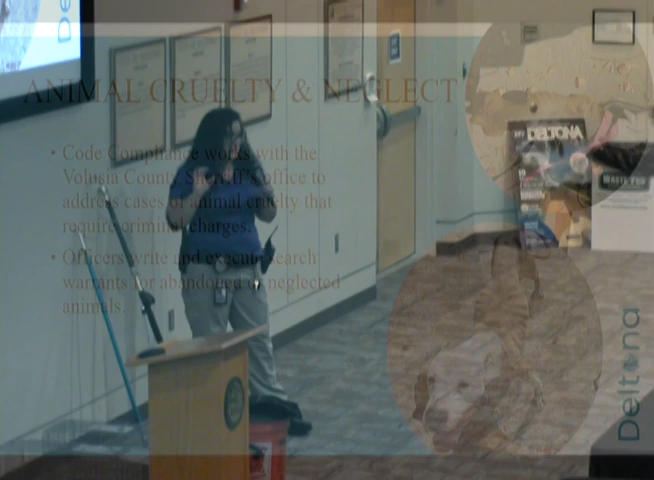 De
ANIMAL CRUELTY & NEGLECT
• Code Compliance works with the
Volusia County Sheriff's Office to
address cases of animal cruelty that
require criminal charges.
• Officers write and execute search
warrants for abandoned or neglected
animals.
DELTONA
Deltona